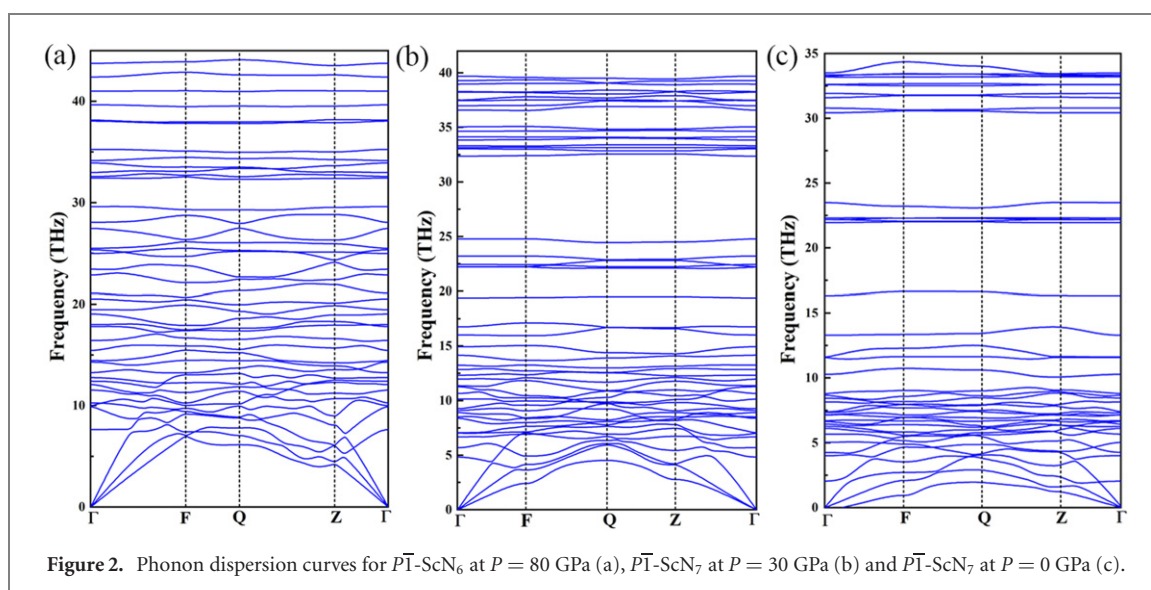 (a)
Frequency (THz)
40
30
20
10
0
Γ F Q Z Γ
(b)
Frequency (THz)
40
35
30
25
20
15
10
5
0
Γ F Q Z Γ
(c)
Frequency (THz)
35
30
25
20
15
10
5
0
Γ F Q Z Γ
Figure 2. Phonon dispersion curves for P1̅-ScN₆ at P = 80 GPa (a), P1̅-ScN₇ at P = 30 GPa (b) and P1̅-ScN₇ at P = 0 GPa (c).